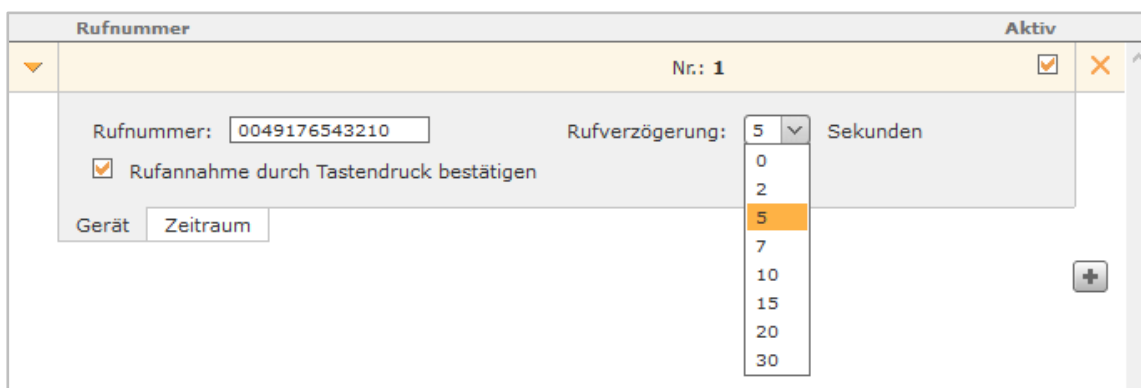 Rufnummer Aktiv
Nr.: 1
Rufnummer: 0049176543210 Rufverzögerung: 5 Sekunden
Rufannahme durch Tastendruck bestätigen
0
2
5
7
10
15
20
30
Gerät Zeitraum